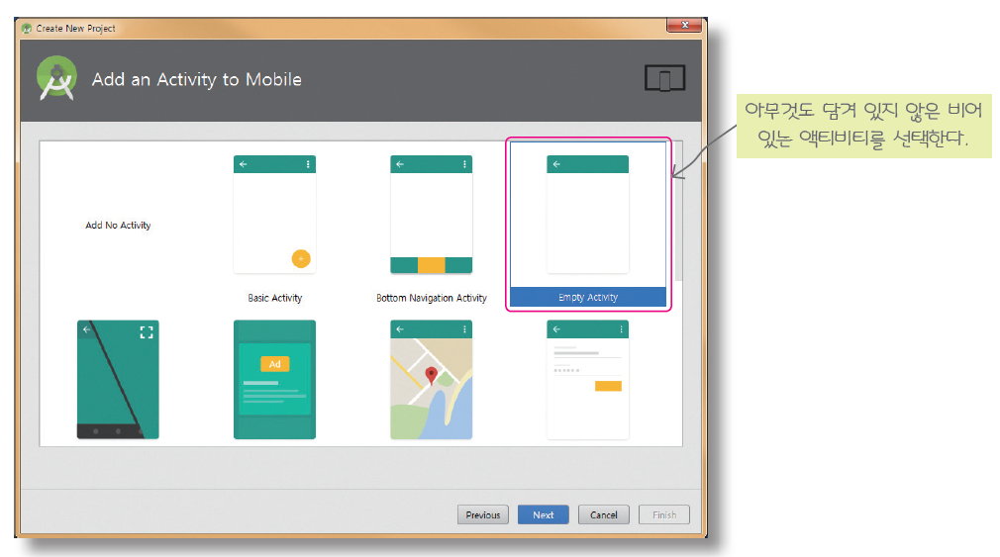 Create New Project
Add an Activity to Mobile
아무것도 담겨 있지 않은 비어
있는 액티비티를 선택한다.
Add No Activity
Basic Activity
Bottom Navigation Activity
Empty Activity
Ad
Previous
Next
Cancel
Finish